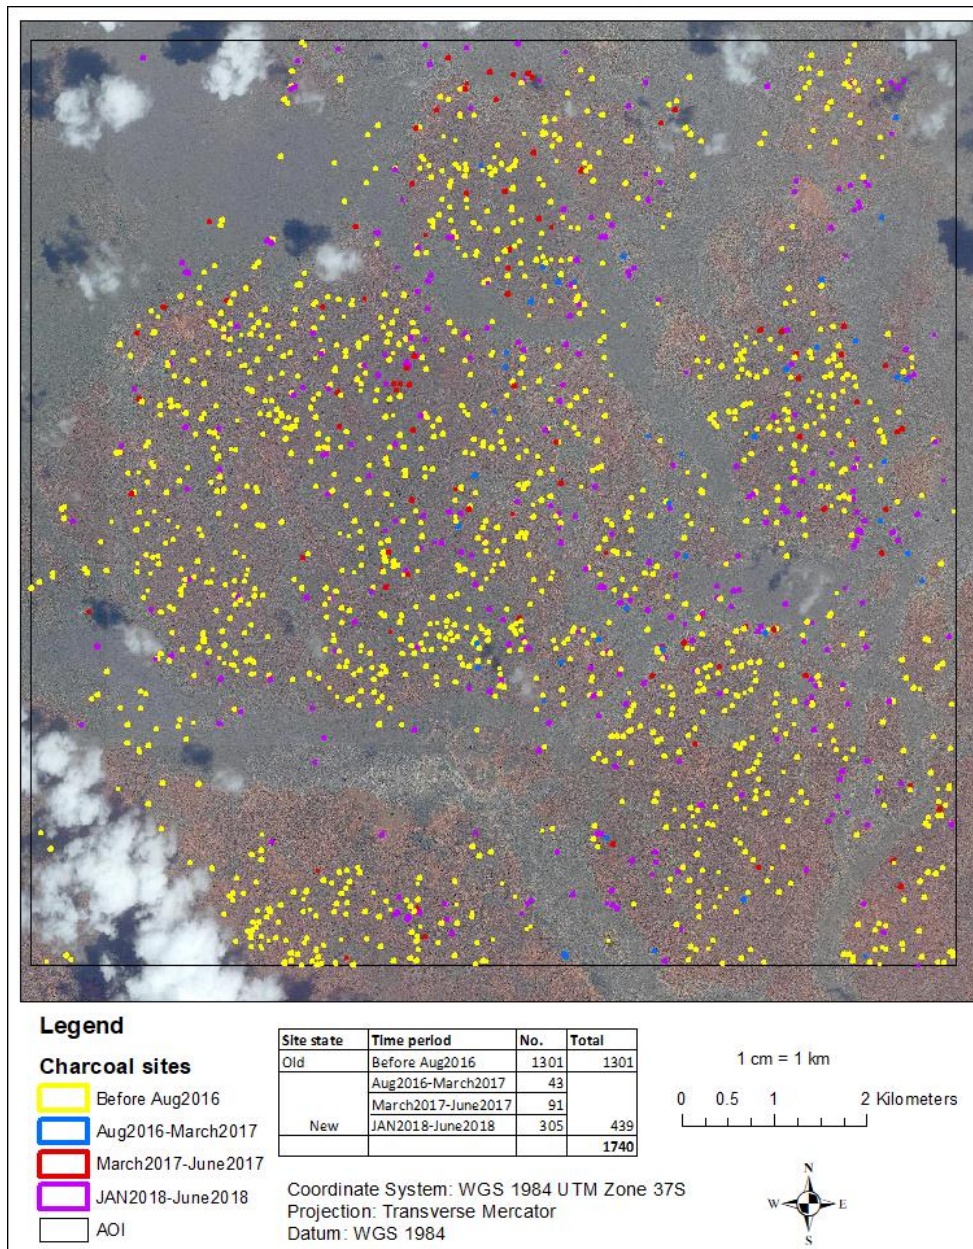 Legend
Charcoal sites
Before Aug2016
Aug2016-March2017
March2017-June2017
JAN2018-June2018
AOI
Site state Time period No. Total
Old Before Aug2016 1301 1301
Aug2016-March2017 43
March2017-June2017 91
New JAN2018-June2018 305 439
1740
Coordinate System: WGS 1984 UTM Zone 37S
Projection: Transverse Mercator
Datum: WGS 1984
1 cm = 1 km
0 0.5 1 2 Kilometers
N
W E
S